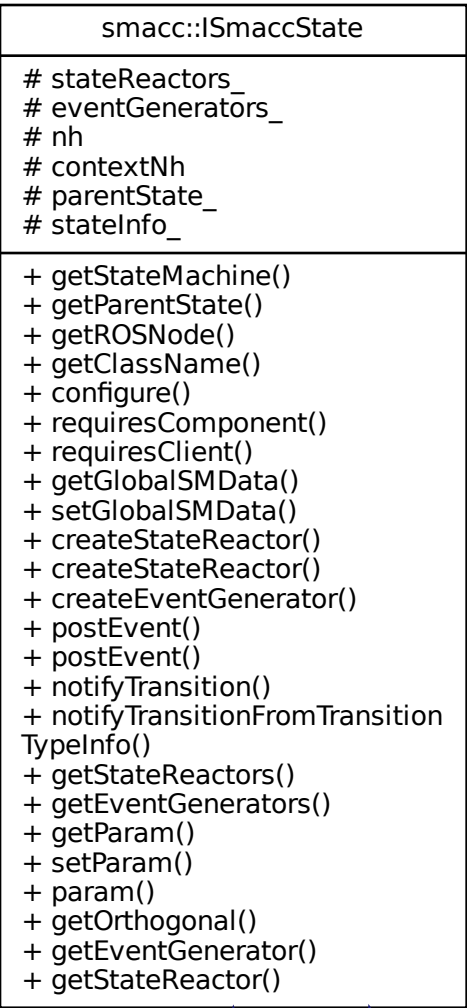 smacc::ISmaccState
# stateReactors_
# eventGenerators_
# nh
# contextNh
# parentState_
# stateInfo_
+ getStateMachine()
+ getParentState()
+ getROSNode()
+ getClassName()
+ configure()
+ requiresComponent()
+ requiresClient()
+ getGlobalSMData()
+ setGlobalSMData()
+ createStateReactor()
+ createStateReactor()
+ createEventGenerator()
+ postEvent()
+ postEvent()
+ notifyTransition()
+ notifyTransitionFromTransition
TypeInfo()
+ getStateReactors()
+ getEventGenerators()
+ getParam()
+ setParam()
+ param()
+ getOrthogonal()
+ getEventGenerator()
+ getStateReactor()